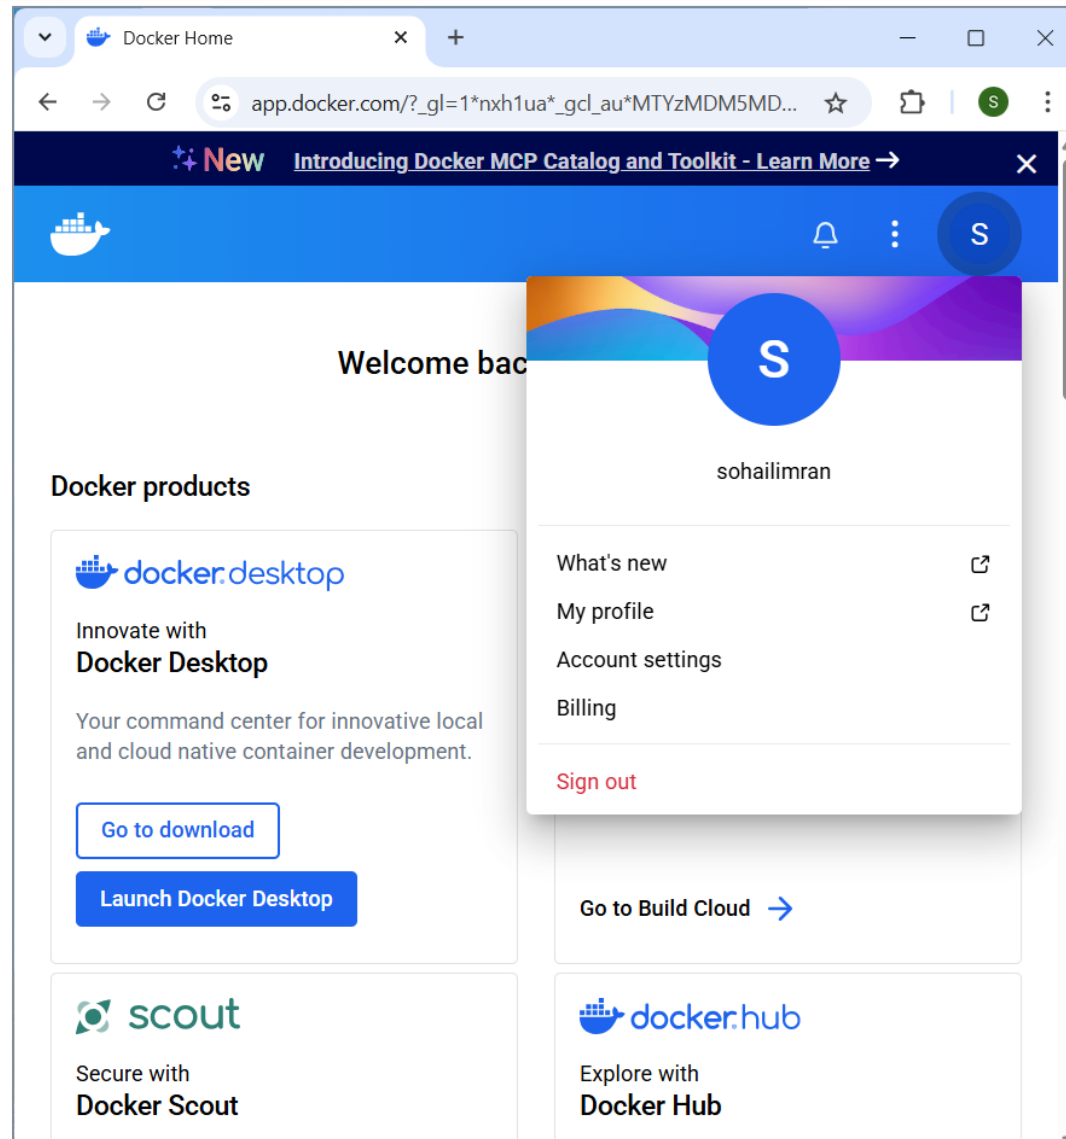 Docker Home
app.docker.com/?_gl=1*nxh1ua*_gcl_au*MTYzMDM5MD...
S
New Introducing Docker MCP Catalog and Toolkit - Learn More
S
Welcome bac
S
sohailimran
What's new
My profile
Account settings
Billing
Sign out
Docker products
docker.desktop
Innovate with
Docker Desktop
Your command center for innovative local
and cloud native container development.
Go to download
Launch Docker Desktop
Go to Build Cloud
scout
Secure with
Docker Scout
docker.hub
Explore with
Docker Hub